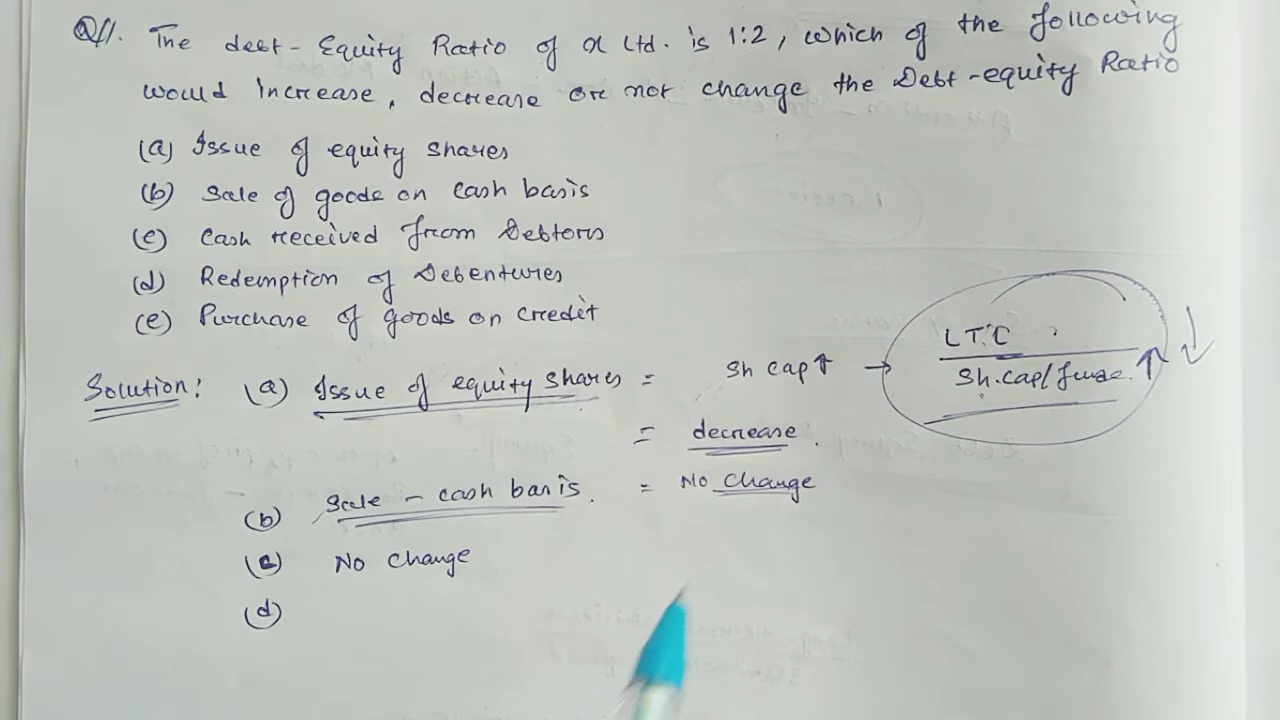 Q1. The debt-Equity Ratio of x Ltd. is 1:2, which of the following
would increase, decrease or not change the Debt-equity Ratio
(a) Issue of equity shares
(b) Sale of goods on cash basis
(c) Cash received from Debtors
(d) Redemption of Debentures
(e) Purchase of goods on credit
Solution: (a) Issue of equity shares = Sh cap↑ →
LTC
Sh.cap/ ↑ ↓
= decrease.
(b) Sale - cash basis. = No change
(c) No change
(d)